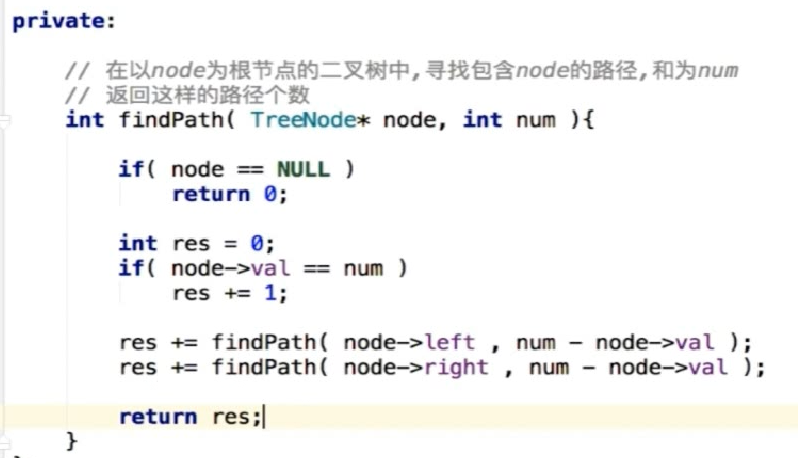 private:
// 在以node为根节点的二叉树中,寻找包含node的路径,和为num
// 返回这样的路径个数
int findPath( TreeNode* node, int num ){
if( node == NULL )
return 0;
int res = 0;
if( node->val == num )
res += 1;
res += findPath( node->left , num - node->val );
res += findPath( node->right , num - node->val );
return res;
}